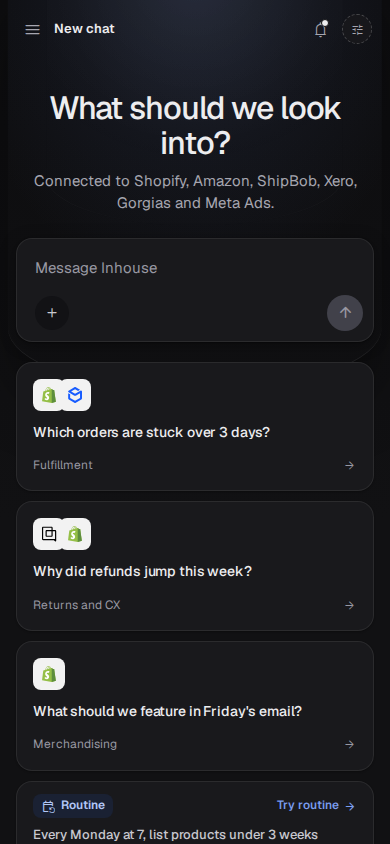 New chat
What should we look
into?
Connected to Shopify, Amazon, ShipBob, Xero,
Gorgias and Meta Ads.
Message Inhouse
Which orders are stuck over 3 days?
Fulfillment
Why did refunds jump this week?
Returns and CX
What should we feature in Friday's email?
Merchandising
Routine
Try routine
Every Monday at 7, list products under 3 weeks